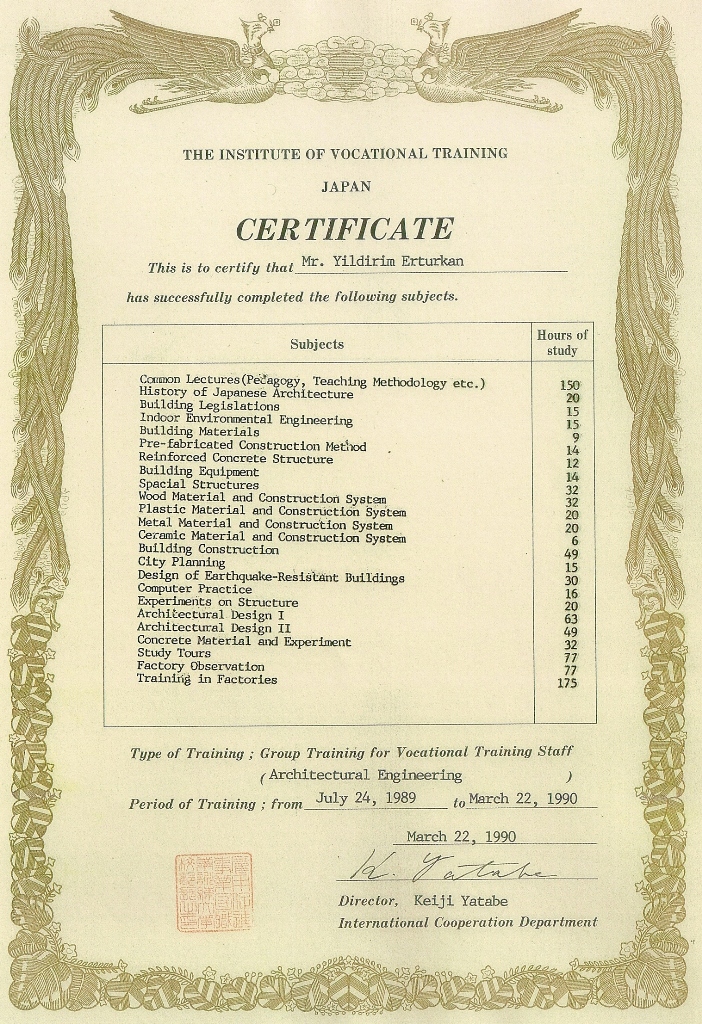 THE INSTITUTE OF VOCATIONAL TRAINING
JAPAN
CERTIFICATE
This is to certify that Mr. Yildirim Erturkan
has successfully completed the following subjects.
Subjects Hours of study
Common Lectures(Pedagogy, Teaching Methodology etc.) 150
History of Japanese Architecture 20
Building Legislations 15
Indoor Environmental Engineering 15
Building Materials 9
Pre-fabricated Construction Method 14
Reinforced Concrete Structure 12
Building Equipment 14
Spacial Structures 32
Wood Material and Construction System 32
Plastic Material and Construction System 20
Metal Material and Construction System 20
Ceramic Material and Construction System 6
Building Construction 49
City Planning 15
Design of Earthquake-Resistant Buildings 30
Computer Practice 16
Experiments on Structure 20
Architectural Design I 63
Architectural Design II 49
Concrete Material and Experiment 32
Study Tours 77
Factory Observation 77
Training in Factories 175
Type of Training ; Group Training for Vocational Training Staff
(Architectural Engineering )
Period of Training ; from July 24, 1989 to March 22, 1990
March 22, 1990
K. Yatabe
Director, Keiji Yatabe
International Cooperation Department